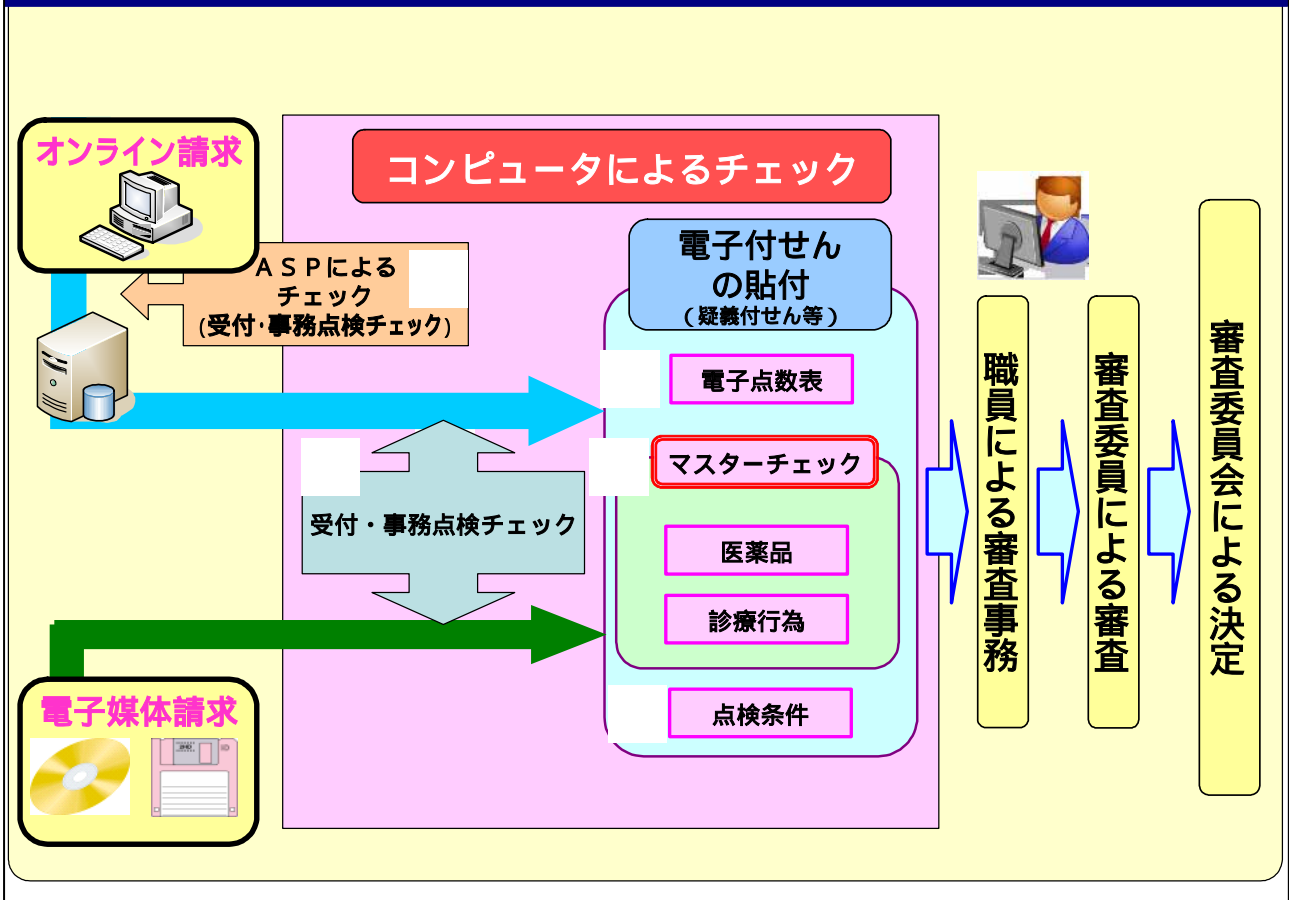 オンライン請求
コンピュータによるチェック
ASPによる
チェック
(受付・事務点検チェック)
電子付せん
の貼付
(疑義付せん等)
電子点数表
マスターチェック
受付・事務点検チェック
医薬品
診療行為
点検条件
電子媒体請求
職員による審査事務
審査委員による審査
審査委員会による決定